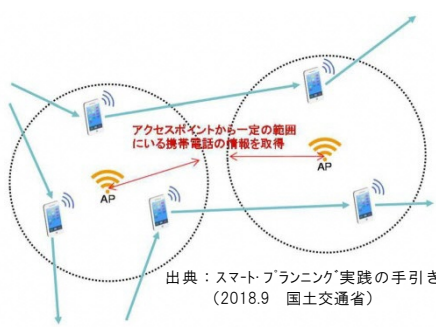 アクセスポイントから一定の範囲
にいる携帯電話の情報を取得
AP
AP
出典：スマート・プランニング実践の手引き
（2018.9　国土交通省）